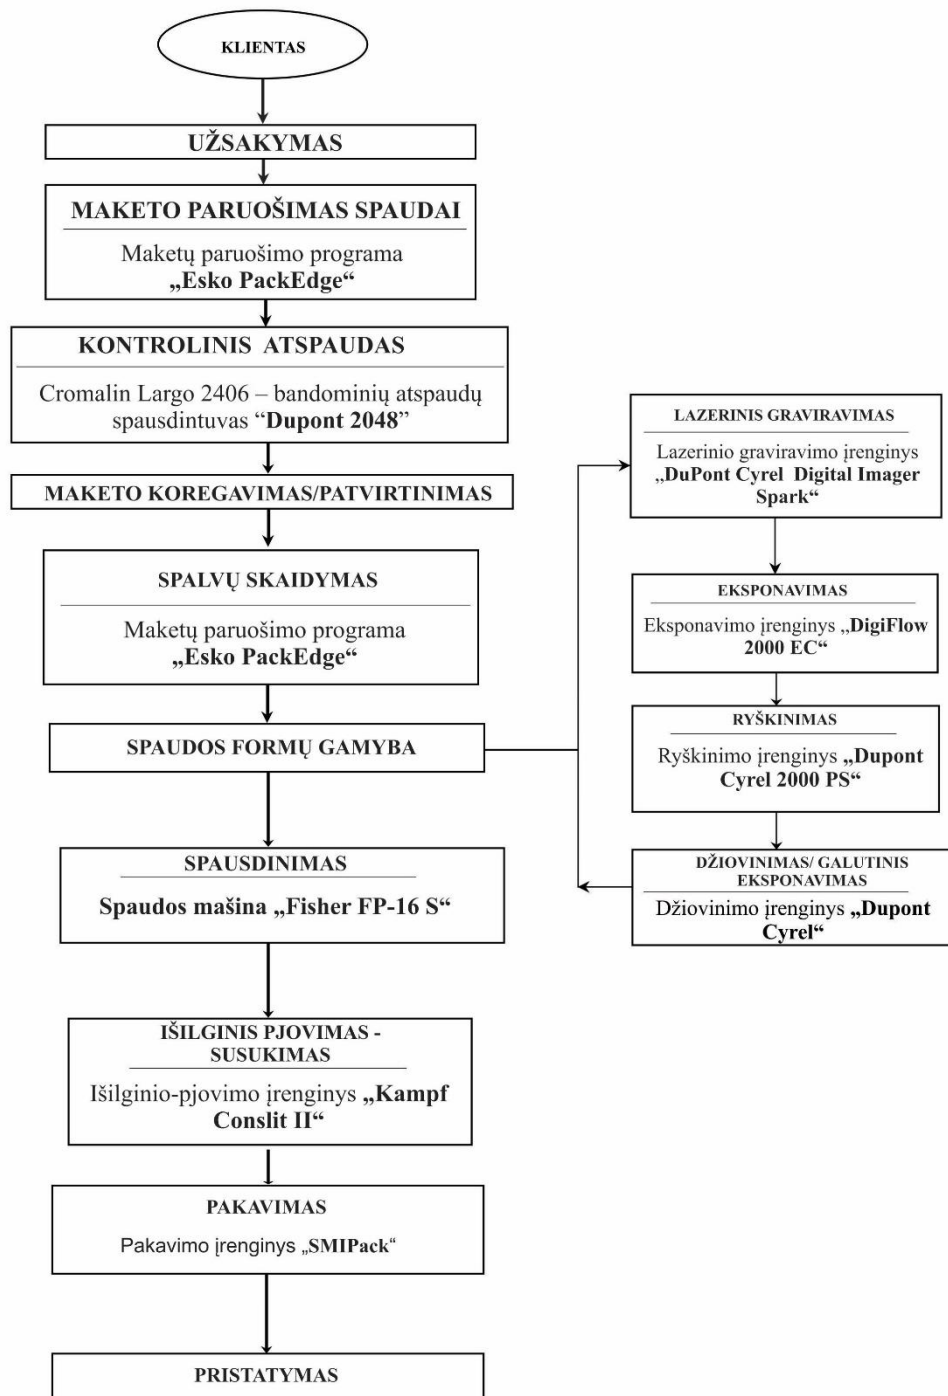 KLIENTAS
UŽSAKYMAS
MAKETO PARUOŠIMAS SPAUDAI
Maketų paruošimo programa
„Esko PackEdge“
KONTROLINIS ATSPAUDAS
Cromalin Largo 2406 – bandominių atspaudų
spausdintuvas “Dupont 2048”
MAKETO KOREGAVIMAS/PATVIRTINIMAS
SPALVŲ SKAIDYMAS
Maketų paruošimo programa
„Esko PackEdge“
SPAUDOS FORMŲ GAMYBA
LAZERINIS GRAVIRAVIMAS
Lazerinio graviravimo įrenginys
„DuPont Cyrel Digital Imager
Spark“
EKSPONAVIMAS
Eksponavimo įrenginys „DigiFlow
2000 EC“
RYŠKINIMAS
Ryškinimo įrenginys „Dupont
Cyrel 2000 PS“
DŽIOVINIMAS/ GALUTINIS
EKSPONAVIMAS
Džiovinimo įrenginys „Dupont
Cyrel“
SPAUSDINIMAS
Spaudos mašina „Fisher FP-16 S“
IŠILGINIS PJOVIMAS -
SUSUKIMAS
Išilginio-pjovimo įrenginys „Kampf
Conslit II“
PAKAVIMAS
Pakavimo įrenginys „SMIPack“
PRISTATYMAS